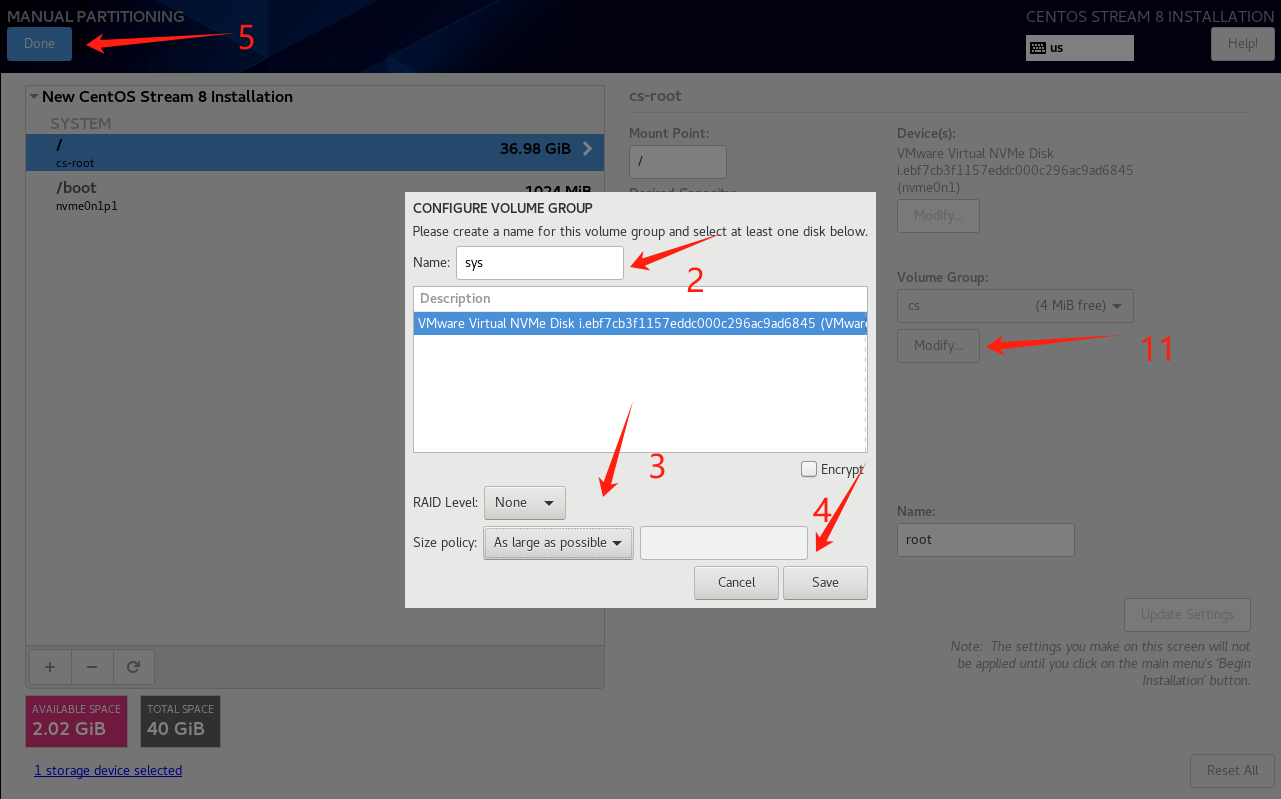 MANUAL PARTITIONING
CENTOS STREAM 8 INSTALLATION
Done
5
us
Help!
New CentOS Stream 8 Installation
SYSTEM
/
cs-root
36.98 GiB
/boot
nvme0n1p1
1024 MiB
cs-root
Mount Point:
/
Desired Capacity:
Device(s):
VMware Virtual NVMe Disk
i.ebf7cb3f1157eddc000c296ac9ad6845
(nvme0n1)
Modify...
Volume Group:
cs (4 MiB free)
Modify...
11
Name:
root
Update Settings
Note: The settings you make on this screen will not
be applied until you click on the main menu's 'Begin
Installation' button.
CONFIGURE VOLUME GROUP
Please create a name for this volume group and select at least one disk below.
Name: sys
2
Description
VMware Virtual NVMe Disk i.ebf7cb3f1157eddc000c296ac9ad6845 (VMware
3
Encrypt
RAID Level: None
4
Size policy: As large as possible
Cancel
Save
+
−
AVAILABLE SPACE
2.02 GiB
TOTAL SPACE
40 GiB
1 storage device selected
Reset All